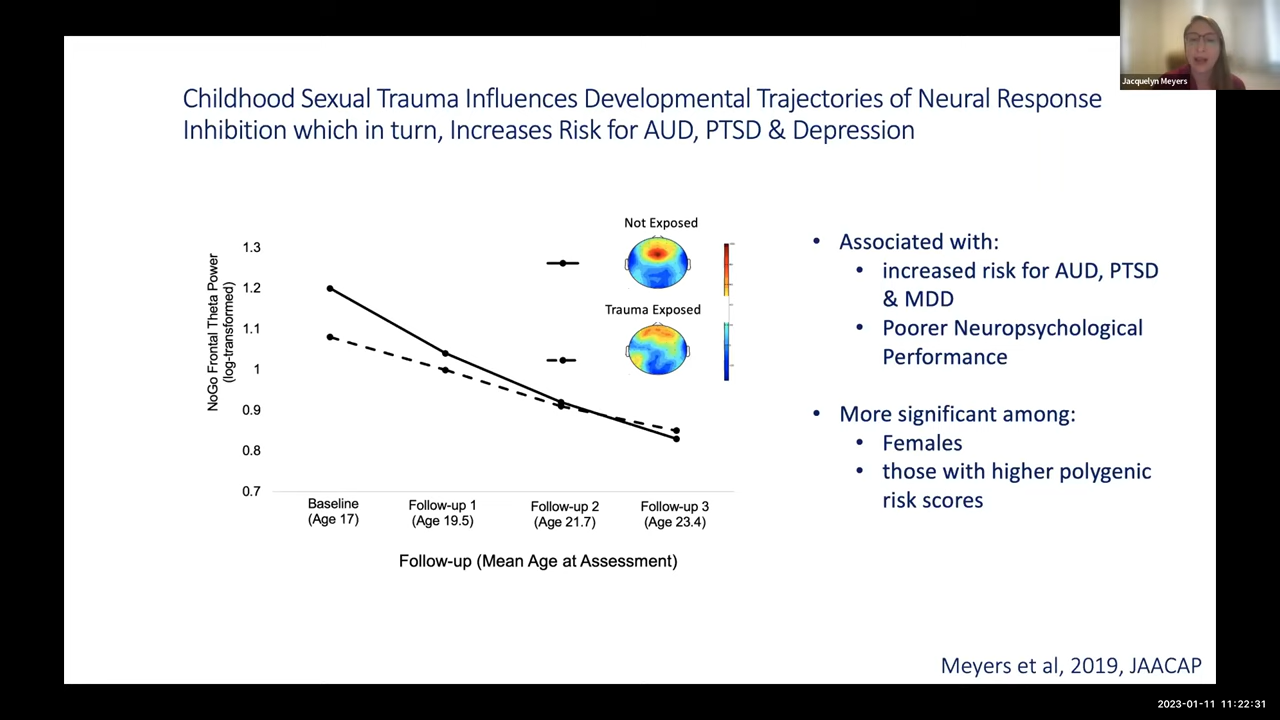 Jacquelyn Meyers
Childhood Sexual Trauma Influences Developmental Trajectories of Neural Response
Inhibition which in turn, Increases Risk for AUD, PTSD & Depression
NoGo Frontal Theta Power
(log-transformed)
1.3
1.2
1.1
1
0.9
0.8
0.7
Not Exposed
Trauma Exposed
Baseline
(Age 17)
Follow-up 1
(Age 19.5)
Follow-up 2
(Age 21.7)
Follow-up 3
(Age 23.4)
Follow-up (Mean Age at Assessment)
• Associated with:
• increased risk for AUD, PTSD
& MDD
• Poorer Neuropsychological
Performance
• More significant among:
• Females
• those with higher polygenic
risk scores
Meyers et al, 2019, JAACAP
2023-01-11 11:22:31